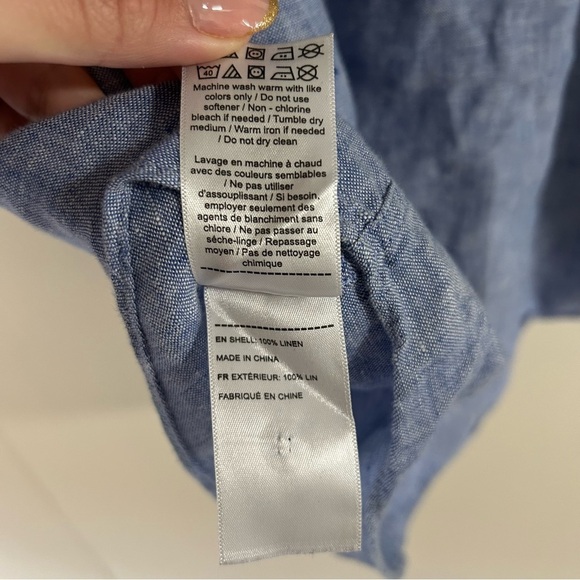 40
Machine wash warm with like
colors only / Do not use
softener / Non - chlorine
bleach if needed / Tumble dry
medium / Warm iron if needed
/ Do not dry clean
Lavage en machine à chaud
avec des couleurs semblables
/ Ne pas utiliser
d'assouplissant / Si besoin,
employer seulement des
agents de blanchiment sans
chlore / Ne pas passer au
sèche-linge / Repassage
moyen / Pas de nettoyage
chimique
EN SHELL: 100% LINEN
MADE IN CHINA
FR EXTÉRIEUR: 100% LIN
FABRIQUÉ EN CHINE